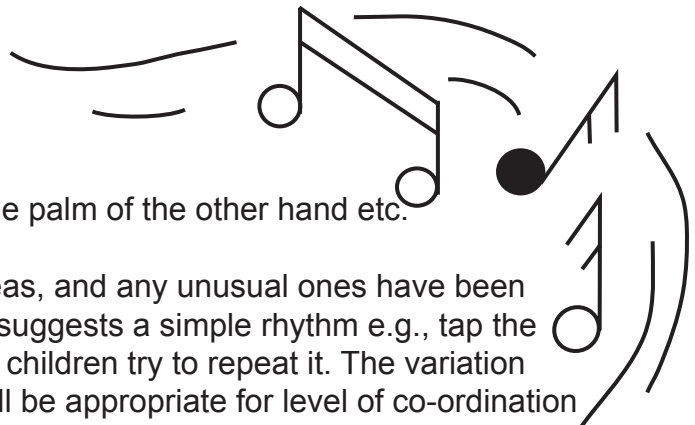 e palm of the other hand etc.
eas, and any unusual ones have been
suggests a simple rhythm e.g., tap the
children try to repeat it. The variation
ll be appropriate for level of co-ordination